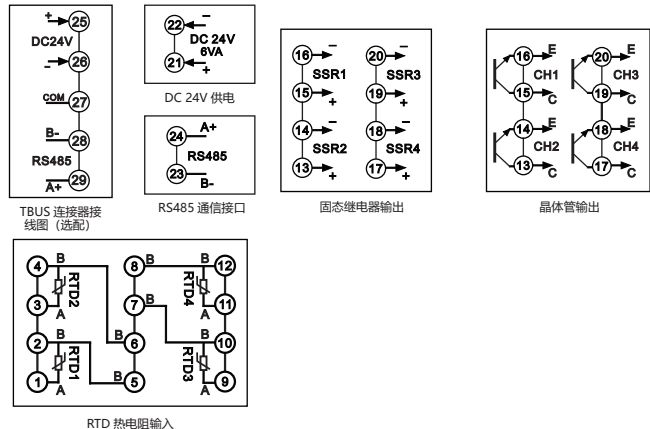 +
25
DC24V
-
26
COM
27
B-
28
RS485
A+
29
TBUS 连接器接
线图（选配）
22
-
DC 24V
6VA
21
+
DC 24V 供电
24
A+
RS485
23
B-
RS485 通信接口
16 - 20 -
SSR1 SSR3
15 + 19 +
14 - 18 -
SSR2 SSR4
13 + 17 +
固态继电器输出
16 E 20 E
CH1 CH3
15 C 19 C
14 E 18 E
CH2 CH4
13 C 17 C
晶体管输出
4 B 8 B B 12
RTD2 RTD4
3 A 7 B A 11
2 B B 6 B 10
RTD1 RTD3
1 A B 5 A 9
RTD 热电阻输入